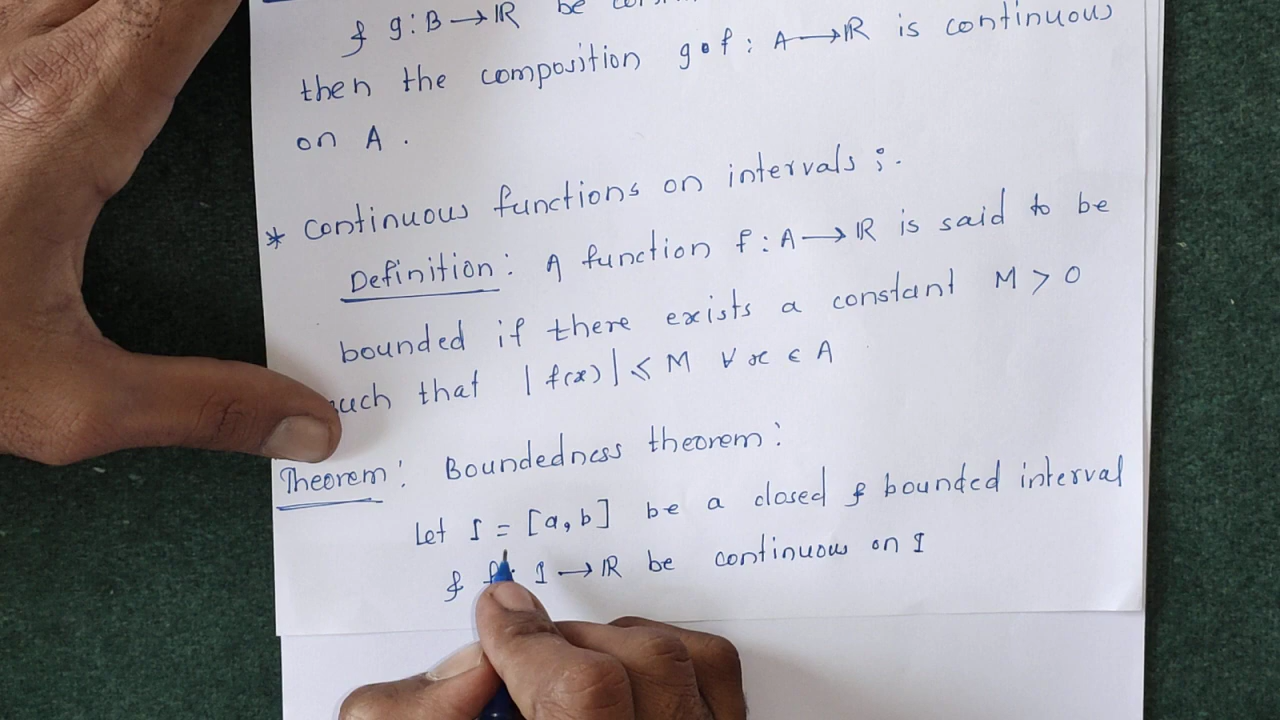 & g : B → ℝ be
then the composition g∘f : A → ℝ is continuous
on A .
* Continuous functions on intervals ; .
Definition : A function f : A → ℝ is said to be
bounded if there exists a constant M > 0
such that |f(x)| ⩽ M ∀ x ∈ A
Theorem : Boundedness theorem :
Let I = [a, b] be a closed & bounded interval
& f : I → ℝ be continuous on I